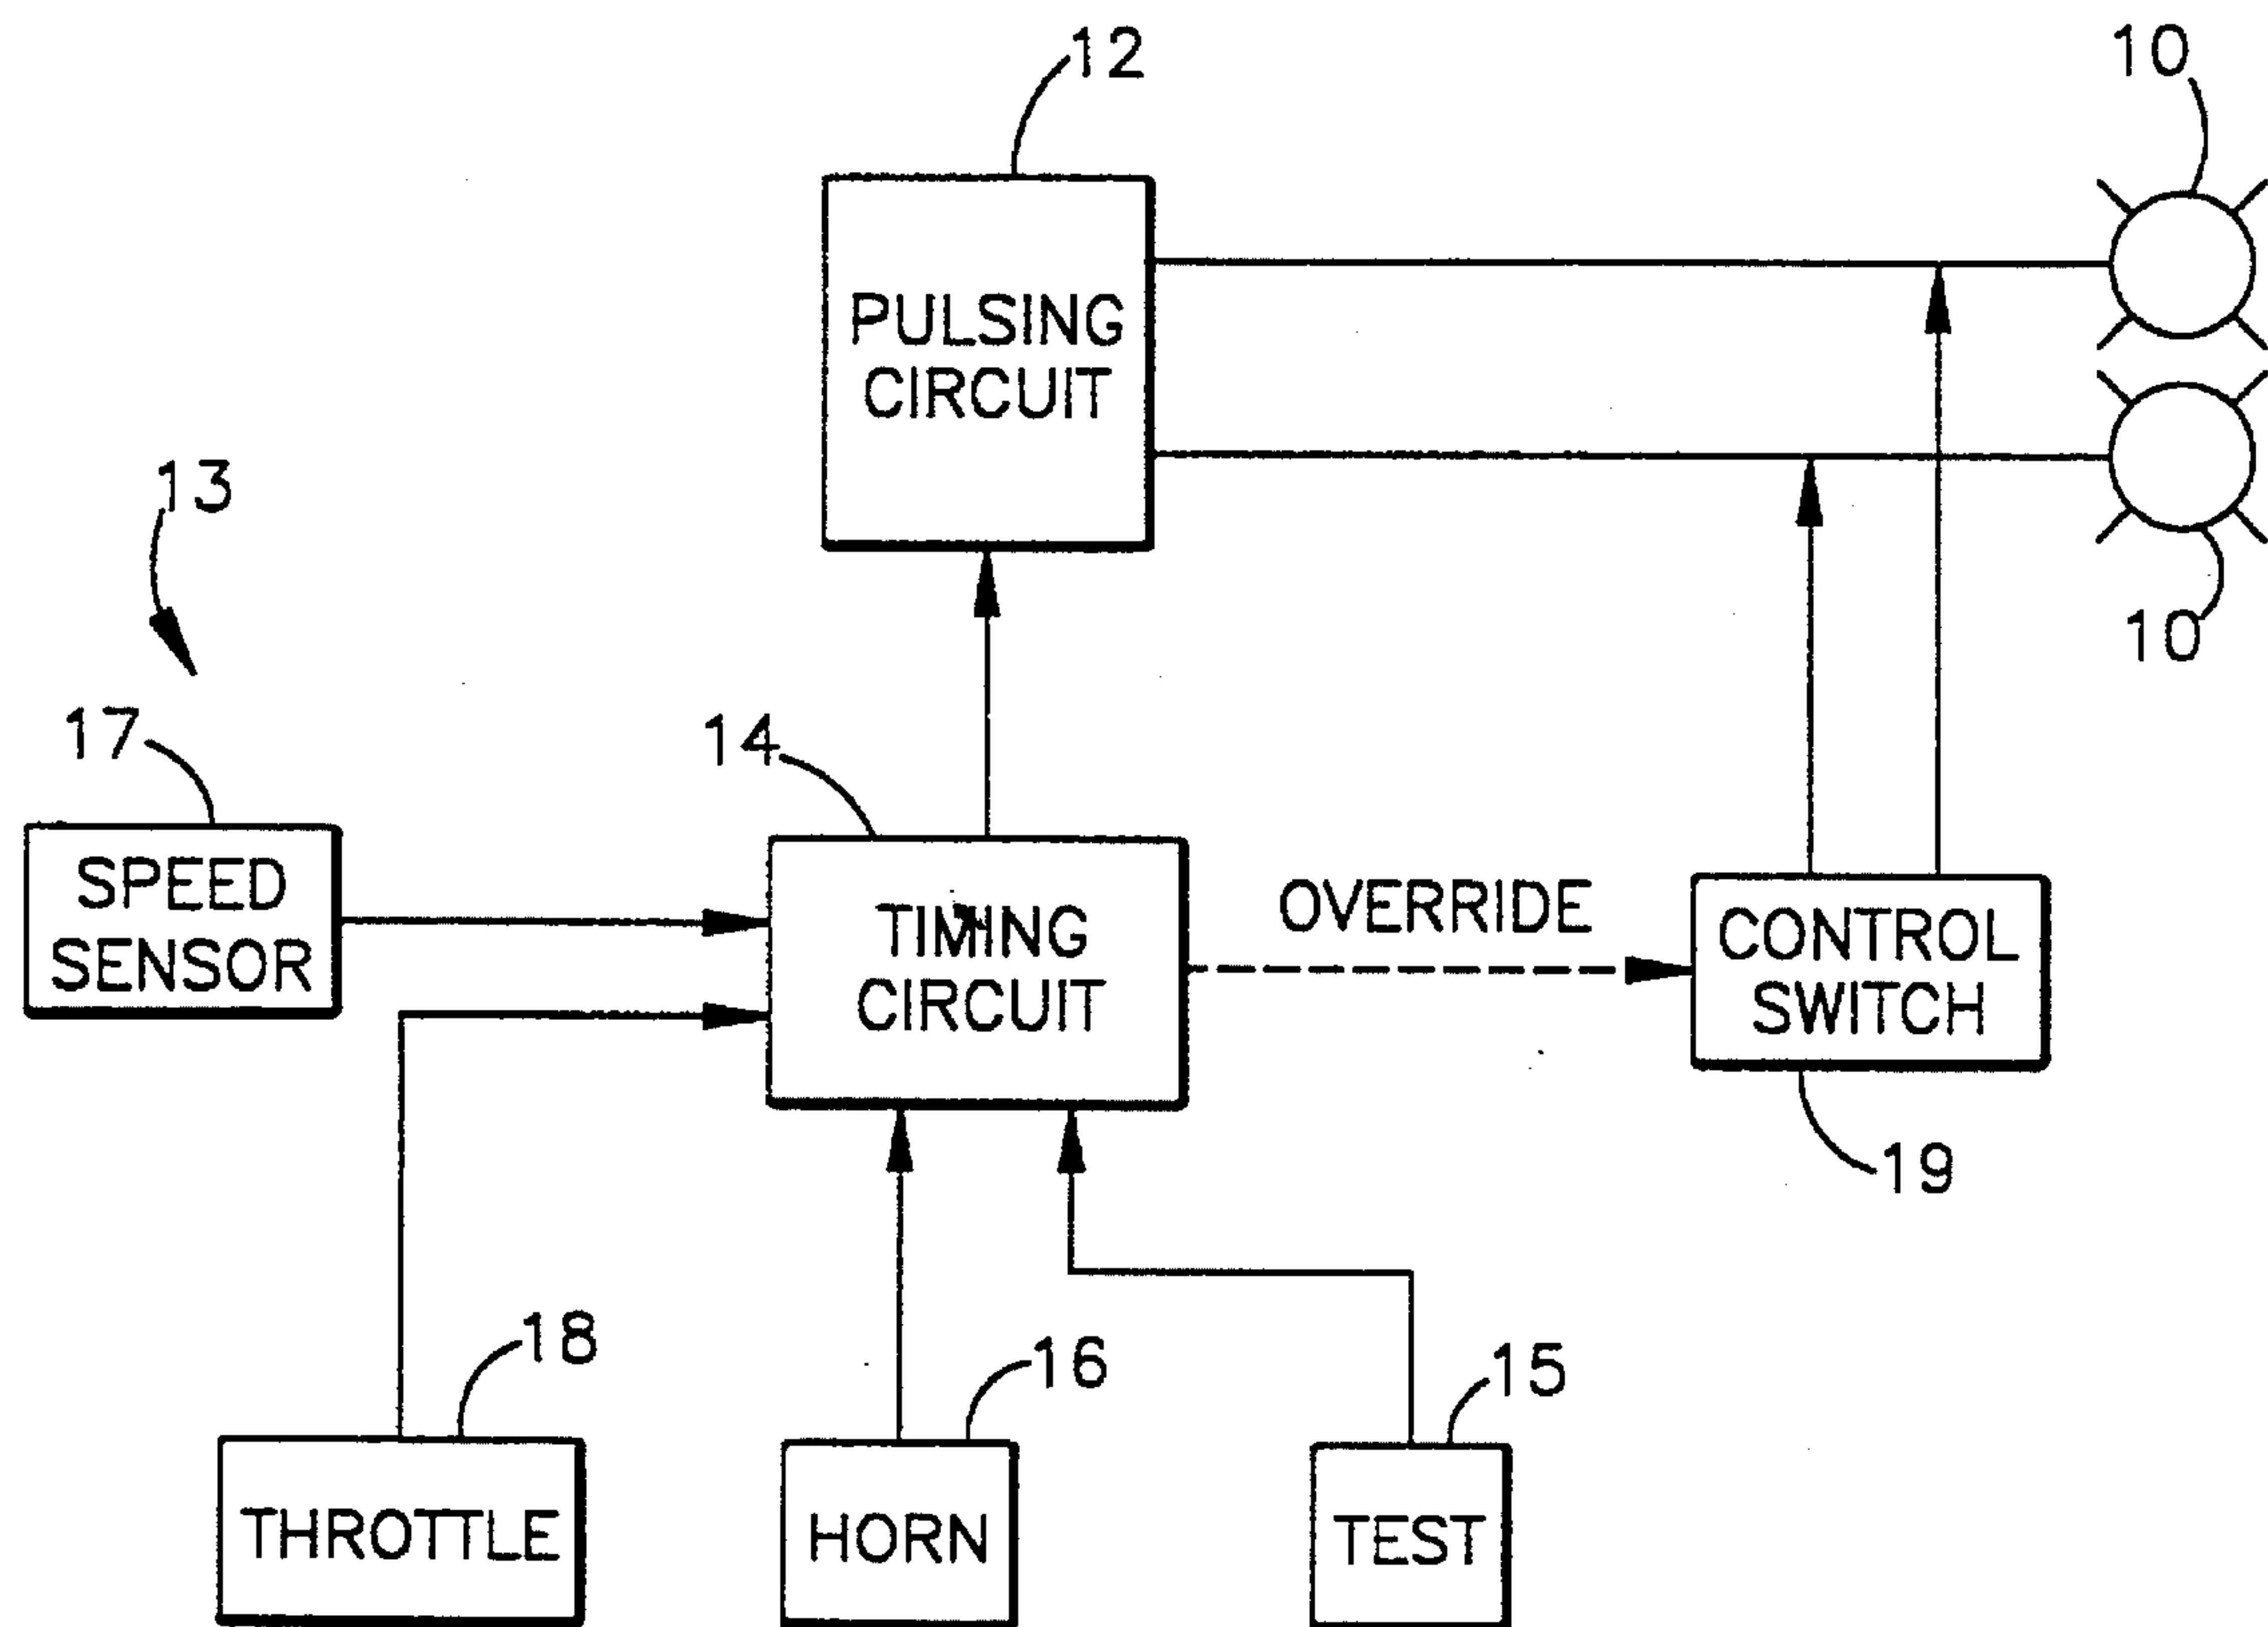 12
10
PULSING
CIRCUIT
13
10
17
14
SPEED
SENSOR
TIMING
CIRCUIT
OVERRIDE
CONTROL
SWITCH
19
18
16
15
THROTTLE
HORN
TEST